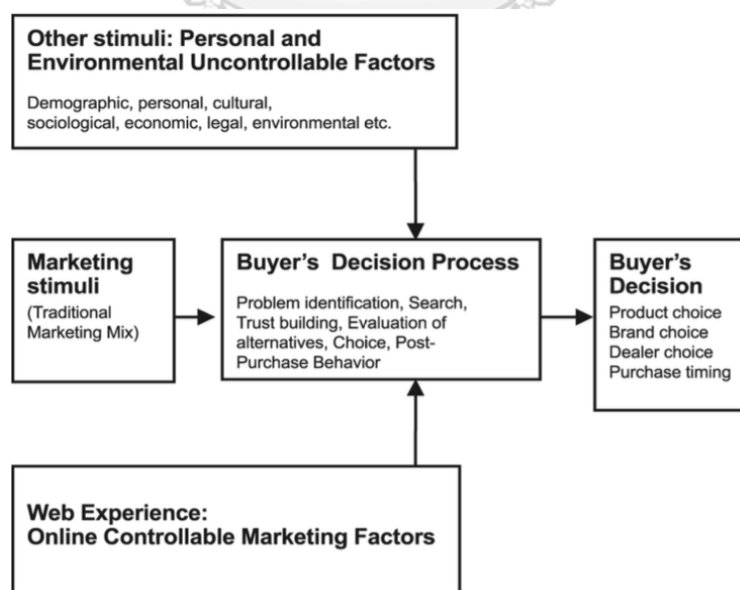 Other stimuli: Personal and
Environmental Uncontrollable Factors
Demographic, personal, cultural,
sociological, economic, legal, environmental etc.
Marketing
stimuli
(Traditional
Marketing Mix)
Buyer's Decision Process
Problem identification, Search,
Trust building, Evaluation of
alternatives, Choice, Post-
Purchase Behavior
Buyer's
Decision
Product choice
Brand choice
Dealer choice
Purchase timing
Web Experience:
Online Controllable Marketing Factors